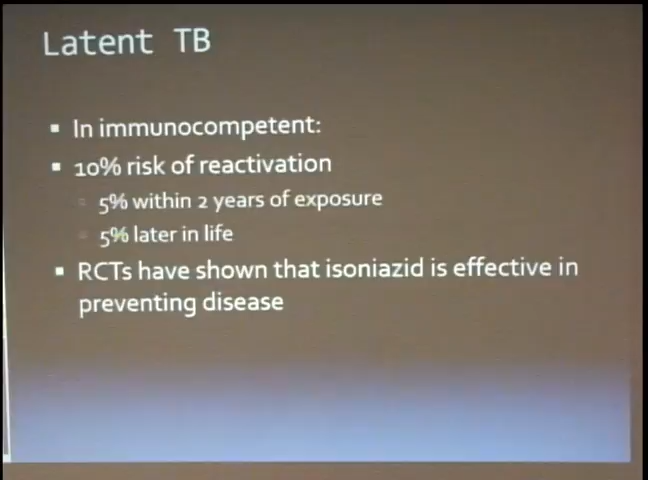 Latent TB
▪ In immunocompetent:
▪ 10% risk of reactivation
▫ 5% within 2 years of exposure
▫ 5% later in life
▪ RCTs have shown that isoniazid is effective in
preventing disease